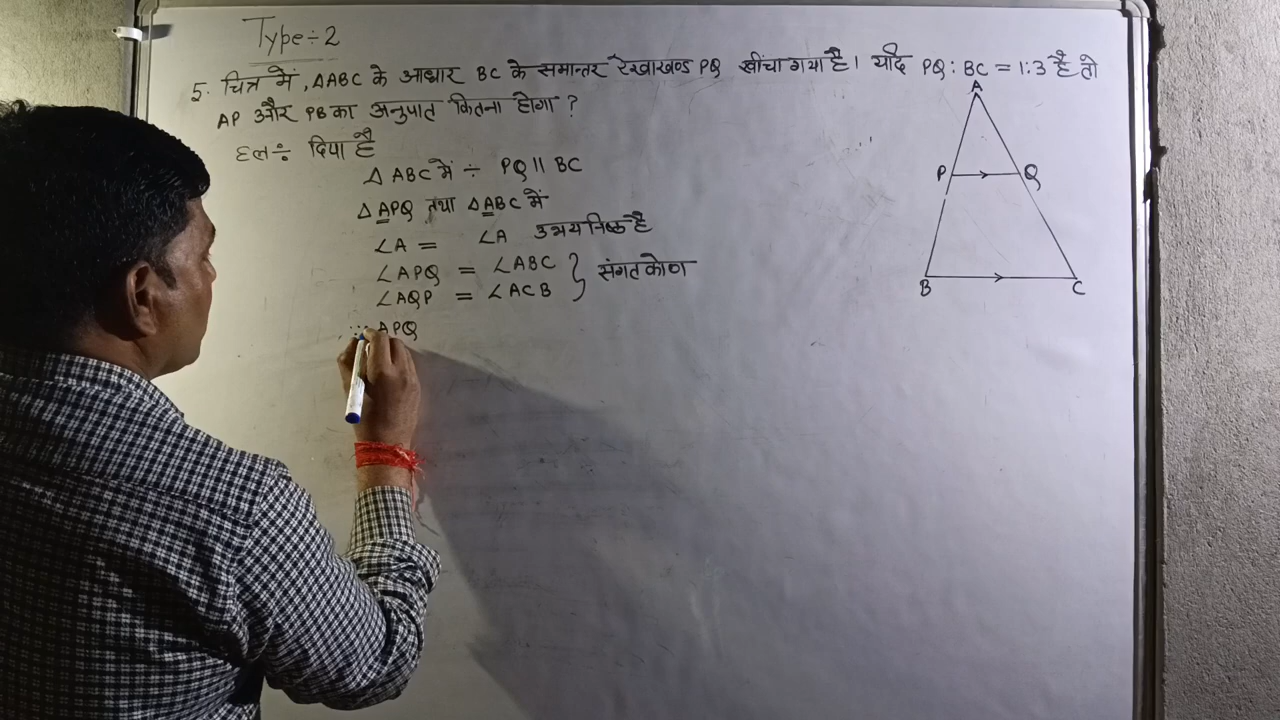 Type÷2
5. चित्र में, ΔABC के आधार BC के समान्तर रेखाखण्ड PQ खींचा गया है। यदि PQ : BC = 1:3 है तो
AP और PB का अनुपात कितना होगा ?
हल÷ दिया है
Δ ABC में ÷ PQ || BC
Δ APQ तथा Δ ABC में
∠A = ∠A उभयनिष्ठ है
∠APQ = ∠ABC
∠AQP = ∠ACB } संगत कोण
∴ APQ
A
P Q
B C